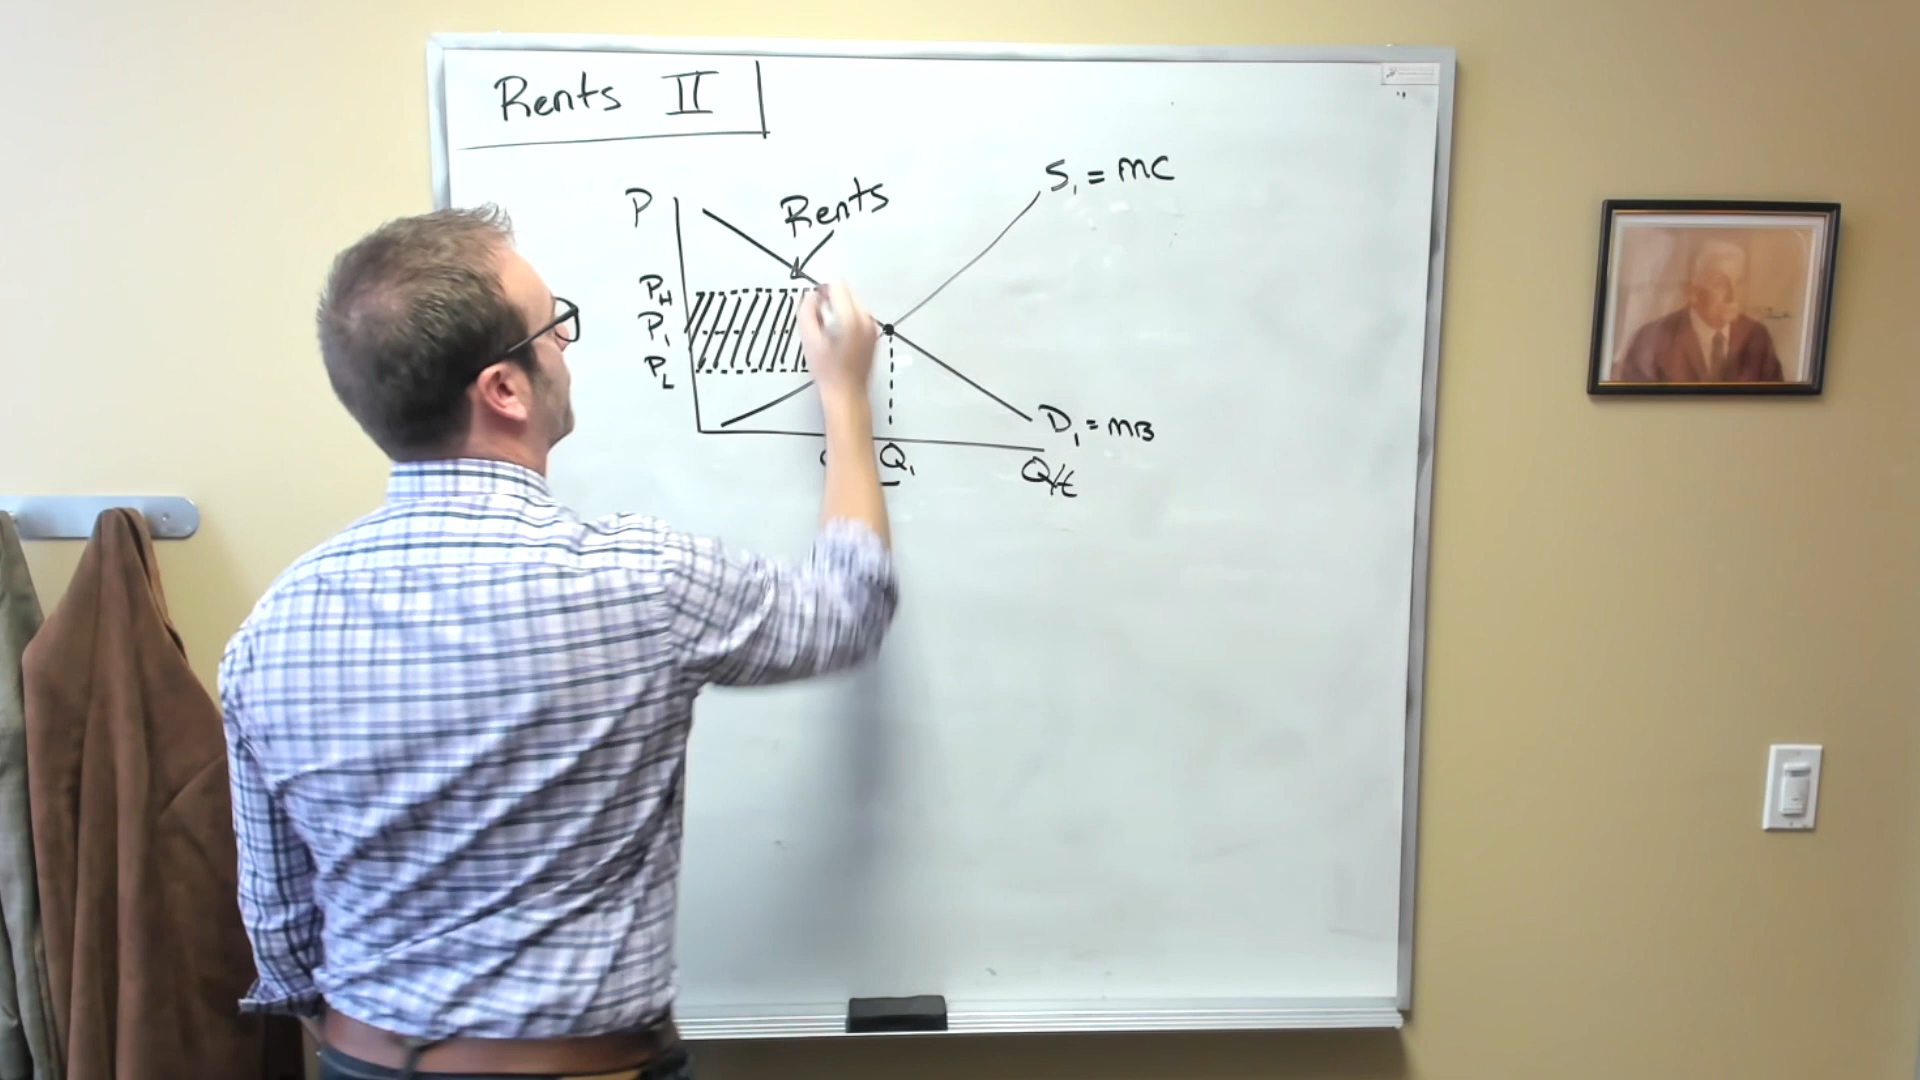 Rents II
P
Rents
S₁ = MC
P_H
P₁
P_L
D₁ = MB
Q₁
Q/t